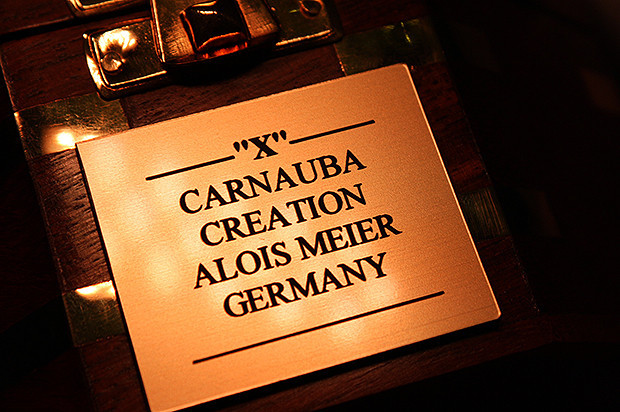 "X"
CARNAUBA
CREATION
ALOIS MEIER
GERMANY